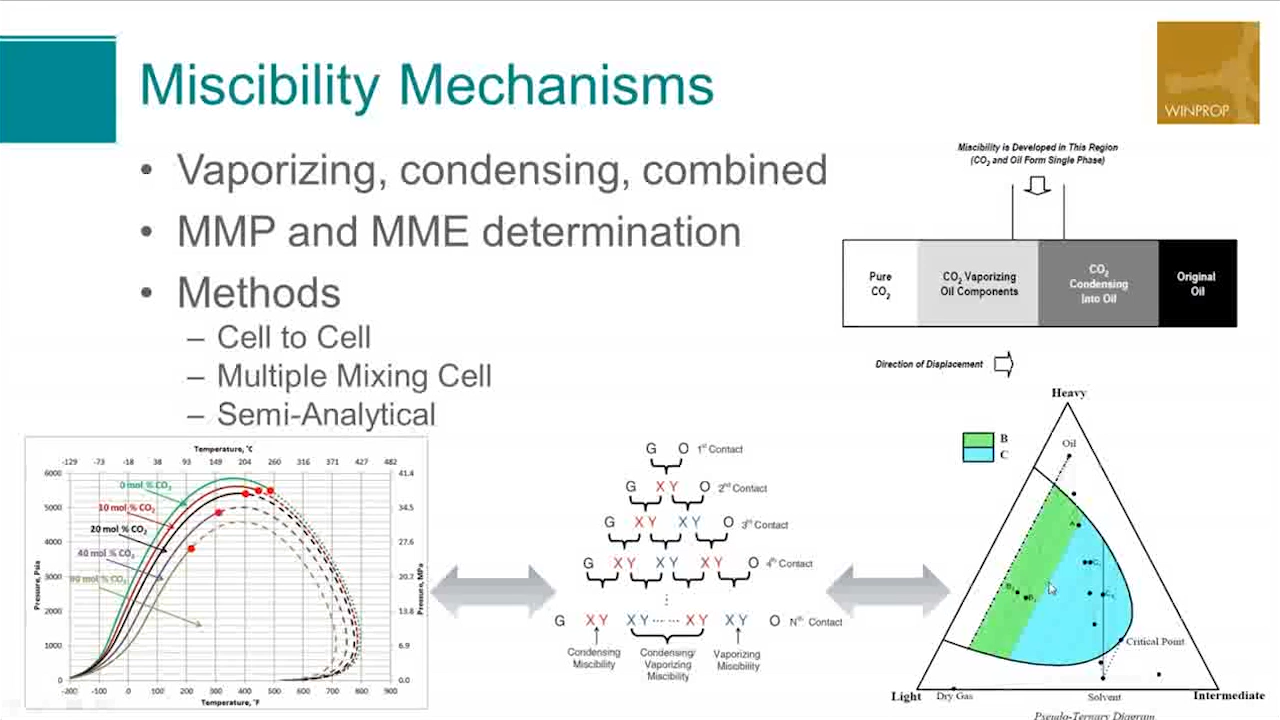 Miscibility Mechanisms
WINPROP
• Vaporizing, condensing, combined
• MMP and MME determination
• Methods
– Cell to Cell
– Multiple Mixing Cell
– Semi-Analytical
Miscibility is Developed in This Region
(CO2 and Oil Form Single Phase)
Pure
CO2
CO2 Vaporizing
Oil Components
CO2
Condensing
Into Oil
Original
Oil
Direction of Displacement
Temperature, °C
-129 -73 -18 38 93 149 204 260 316 371 427 482
6000 5000 4000 3000 2000 1000 0
Pressure, Psia
0 mol % CO2
10 mol % CO2
20 mol % CO2
40 mol % CO2
41.4 34.5 27.6 20.7 13.8 6.9 0.0
Pressure, MPa
-200 -100 0 100 200 300 400 500 600 700 800 900
Temperature, °F
G O 1st Contact
G X Y O 2nd Contact
G X Y X Y O 3rd Contact
G X Y X Y X Y O 4th Contact
G X Y X Y X Y X Y O Nth Contact
Condensing
Miscibility
Condensing/
Vaporizing
Miscibility
Vaporizing
Miscibility
Heavy
B
C
Oil
Critical Point
Light
Dry Gas
Solvent
Intermediate
Pseudo-Ternary Diagram